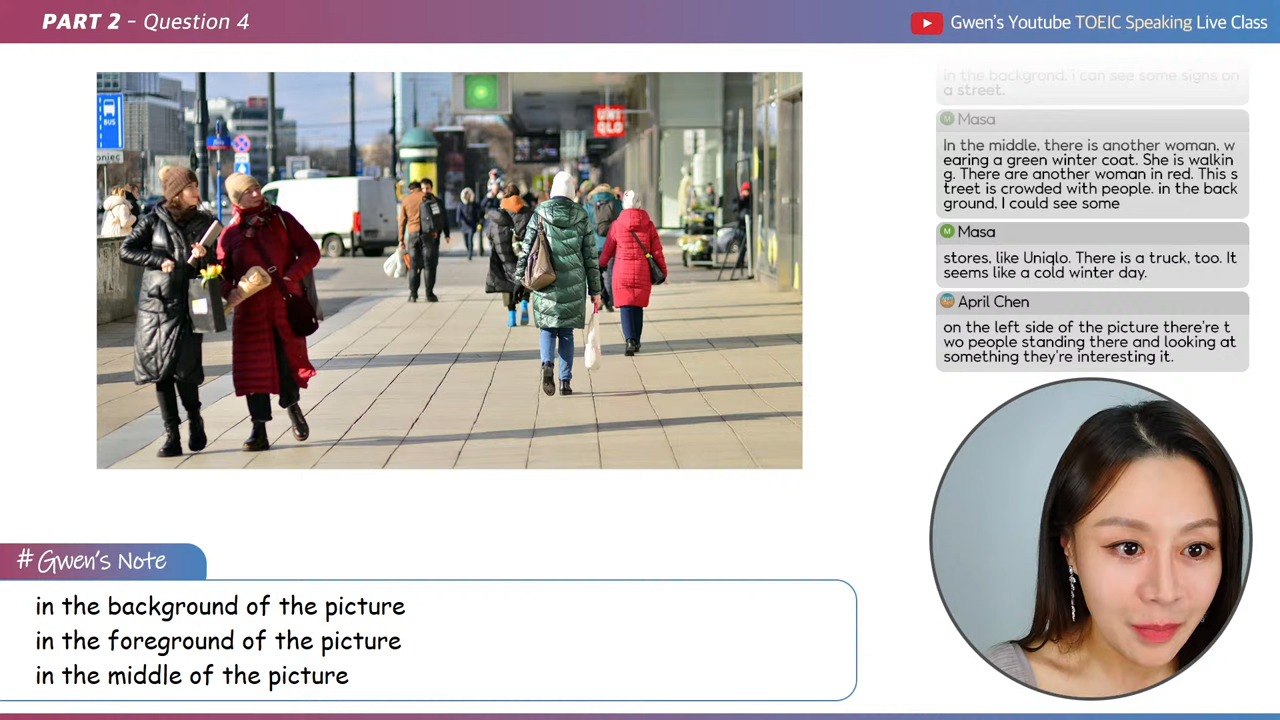 PART 2 - Question 4
Gwen's Youtube TOEIC Speaking Live Class
BUS
oniec
UNI
QLO
in the background. i can see some signs on
a street.
M Masa
In the middle, there is another woman, w
earing a green winter coat. She is walkin
g. There are another woman in red. This s
treet is crowded with people. in the back
ground, I could see some
M Masa
stores, like Uniqlo. There is a truck, too. It
seems like a cold winter day.
April Chen
on the left side of the picture there're t
wo people standing there and looking at
something they're interesting it.
# Gwen's Note
in the background of the picture
in the foreground of the picture
in the middle of the picture